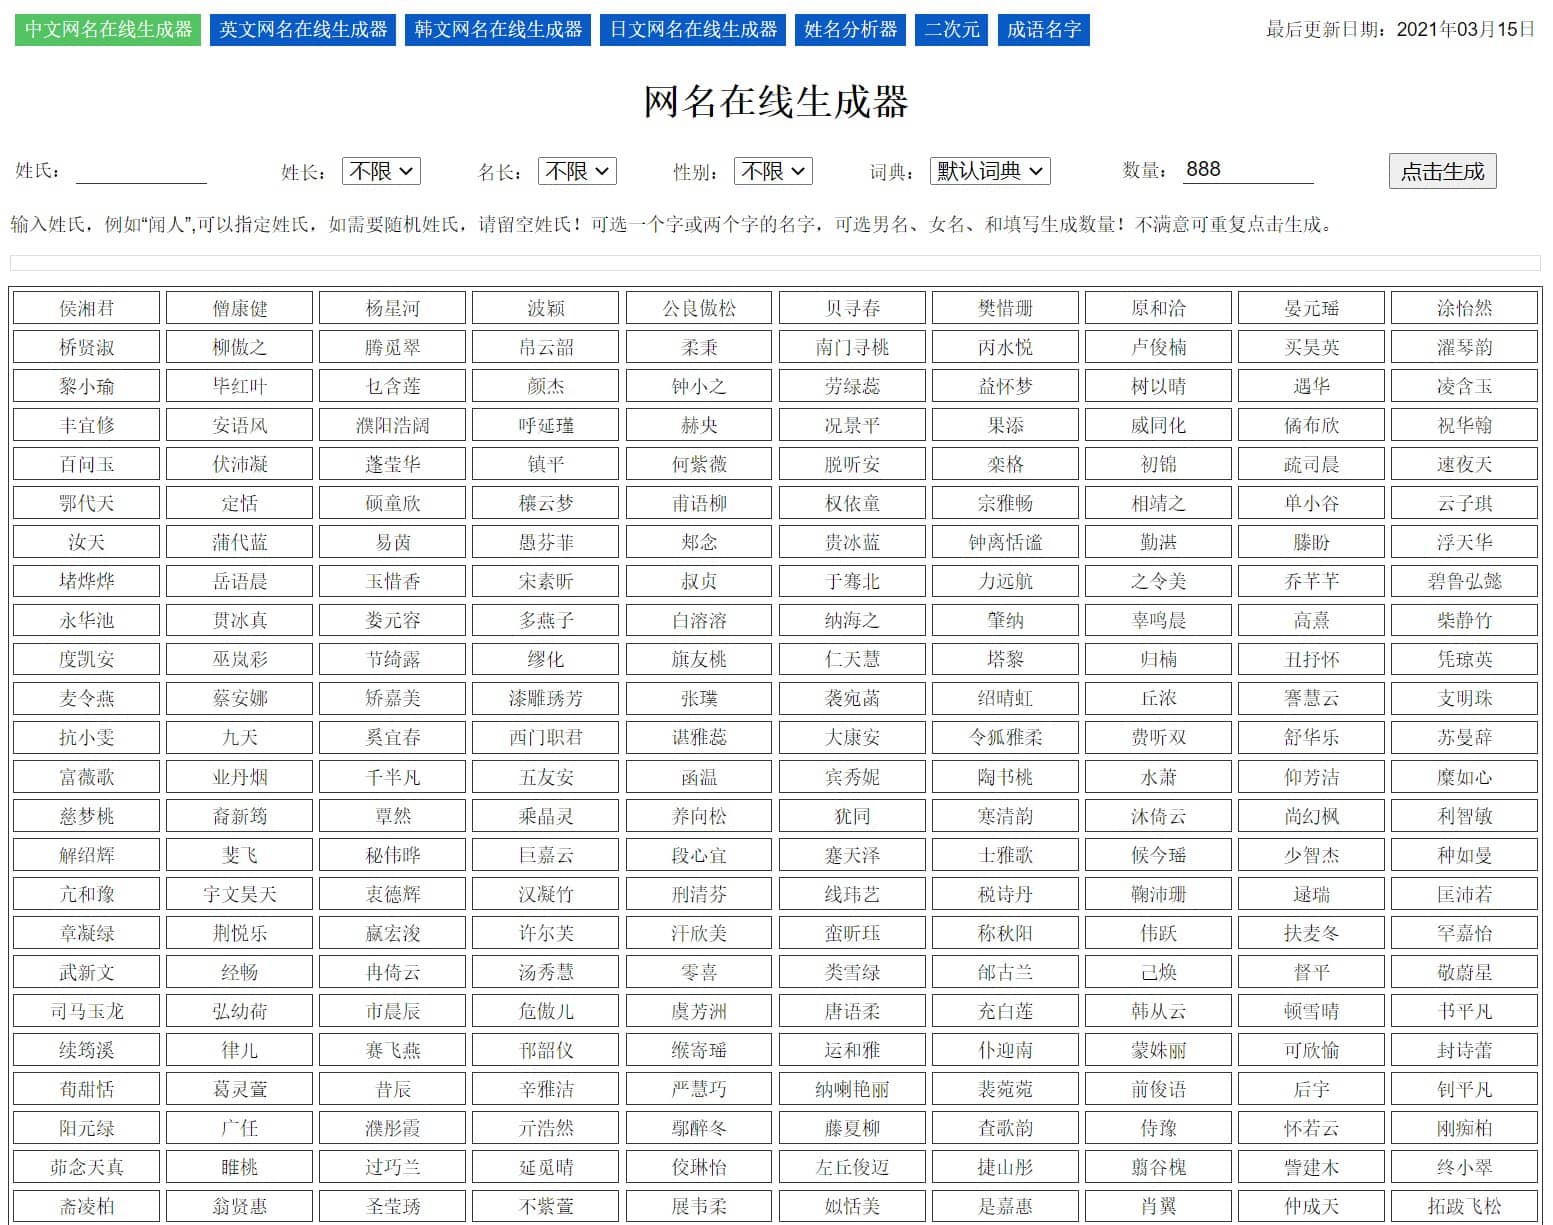 中文网名在线生成器 英文网名在线生成器 韩文网名在线生成器 日文网名在线生成器 姓名分析器 二次元 成语名字 最后更新日期：2021年03月15日
网名在线生成器
姓氏： 姓长： 不限 名长： 不限 性别： 不限 词典： 默认词典 数量： 888 点击生成
输入姓氏，例如“闻人”,可以指定姓氏，如需要随机姓氏，请留空姓氏！可选一个字或两个字的名字，可选男名、女名、和填写生成数量！不满意可重复点击生成。
侯湘君 僧康健 杨星河 波颖 公良傲松 贝寻春 樊惜珊 原和洽 晏元瑶 涂怡然
桥贤淑 柳傲之 腾觅翠 帛云韶 柔秉 南门寻桃 丙水悦 卢俊楠 买昊英 濯琴韵
黎小瑜 毕红叶 乜含莲 颜杰 钟小之 劳绿蕊 益怀梦 树以晴 遇华 凌含玉
丰宜修 安语风 濮阳浩阔 呼延瑾 赫央 况景平 果添 威同化 偱布欣 祝华翰
百问玉 伏沛凝 蓬莹华 镇平 何紫薇 脱听安 栾格 初锦 疏司晨 速夜天
鄂代天 定恬 硕童欣 穰云梦 甫语柳 权依童 宗雅畅 相靖之 单小谷 云子琪
汝天 蒲代蓝 易茵 愚芬菲 郏念 贵冰蓝 钟离恬谧 勤湛 滕盼 浮天华
堵烨烨 岳语晨 玉惜香 宋素昕 叔贞 于骞北 力远航 之令美 乔芊芊 碧鲁弘懿
永华池 贯冰真 娄元容 多燕子 白溶溶 纳海之 肇纳 辜鸣晨 高熹 柴静竹
度凯安 巫岚彩 节绮露 缪化 旗友桃 仁天慧 塔黎 归楠 丑抒怀 凭琼英
麦令燕 蔡安娜 矫嘉美 漆雕琇芳 张璞 袭宛菡 绍晴虹 丘浓 謇慧云 支明珠
抗小雯 九天 奚宜春 西门职君 谌雅蕊 大康安 令狐雅柔 费听双 舒华乐 苏曼辞
富薇歌 业丹烟 千半凡 五友安 函温 宾秀妮 陶书桃 水萧 仰芳洁 糜如心
慈梦桃 裔新筠 覃然 乘晶灵 养向松 犹同 寒清韵 沐倚云 尚幻枫 利智敏
解绍辉 斐飞 秘伟晔 巨嘉云 段心宜 蹇天泽 士雅歌 候今瑶 少智杰 种如曼
亢和豫 宇文昊天 衷德辉 汉凝竹 刑清芬 线玮艺 税诗丹 鞠沛珊 逯瑞 匡沛若
章凝绿 荆悦乐 嬴宏浚 许尔芙 汗欣美 蛮昕珏 称秋阳 伟跃 扶麦冬 罕嘉怡
武新文 经畅 冉倚云 汤秀慧 零喜 类雪绿 邰古兰 己焕 督平 敬蔚星
司马玉龙 弘幼荷 市晨辰 危傲儿 虞芳洲 唐语柔 充白莲 韩从云 顿雪晴 书平凡
续筠溪 律儿 赛飞燕 邗韶仪 缑寄瑶 运和雅 仆迎南 蒙姝丽 可欣愉 封诗蕾
荀甜恬 葛灵萱 昔辰 辛雅洁 严慧巧 纳喇艳丽 裴菀菀 前俊语 后宇 钊平凡
阳元绿 广任 濮彤霞 亓浩然 鄢醉冬 藤夏柳 查歌韵 侍豫 怀若云 刚痴柏
茆念天真 睢桃 过巧兰 延觅晴 佼琳怡 左丘俊迈 捷山彤 翦谷槐 訾建木 终小翠
斋凌柏 翁贤惠 圣莹琇 不紫萱 展韦柔 姒恬美 是嘉惠 肖翼 仲成天 拓跋飞松